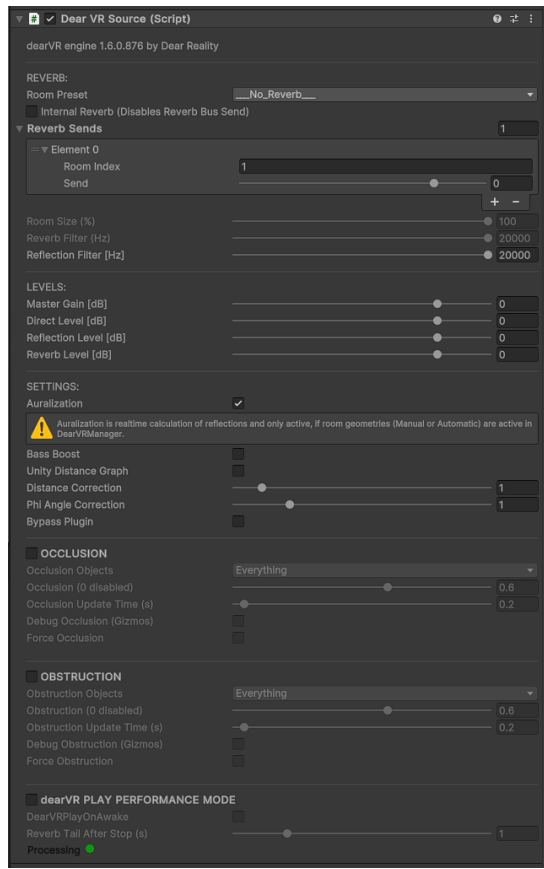 Dear VR Source (Script)
dearVR engine 1.6.0.876 by Dear Reality
REVERB:
Room Preset ___No_Reverb___
Internal Reverb (Disables Reverb Bus Send)
Reverb Sends 1
Element 0
Room Index 1
Send 0
+ −
Room Size (%) 100
Reverb Filter (Hz) 20000
Reflection Filter [Hz] 20000
LEVELS:
Master Gain [dB] 0
Direct Level [dB] 0
Reflection Level [dB] 0
Reverb Level [dB] 0
SETTINGS:
Auralization
Auralization is realtime calculation of reflections and only active, if room geometries (Manual or Automatic) are active in
DearVRManager.
Bass Boost
Unity Distance Graph
Distance Correction 1
Phi Angle Correction 1
Bypass Plugin
OCCLUSION
Occlusion Objects Everything
Occlusion (0 disabled) 0.6
Occlusion Update Time (s) 0.2
Debug Occlusion (Gizmos)
Force Occlusion
OBSTRUCTION
Obstruction Objects Everything
Obstruction (0 disabled) 0.6
Obstruction Update Time (s) 0.2
Debug Obstruction (Gizmos)
Force Obstruction
dearVR PLAY PERFORMANCE MODE
DearVRPlayOnAwake
Reverb Tail After Stop (s) 1
Processing